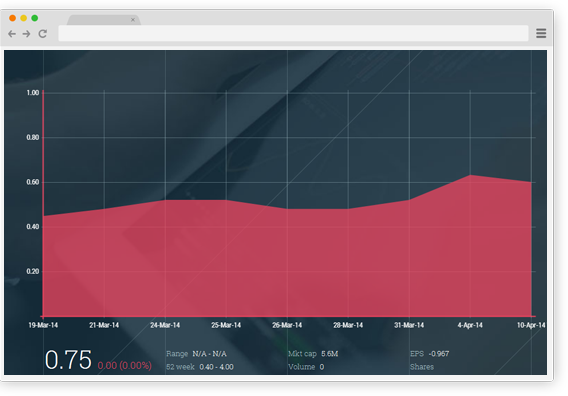 1.00
0.80
0.60
0.40
0.20
19-Mar-14 21-Mar-14 24-Mar-14 25-Mar-14 26-Mar-14 28-Mar-14 31-Mar-14 4-Apr-14 10-Apr-14
0.75 0.00 (0.00%)
Range N/A - N/A Mkt cap 5.6M EPS -0.967
52 week 0.40 - 4.00 Volume 0 Shares